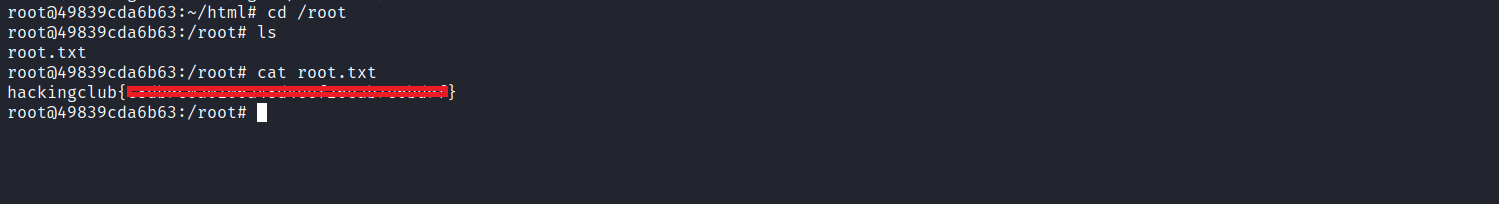 root@49839cda6b63:~/html# cd /root
root@49839cda6b63:/root# ls
root.txt
root@49839cda6b63:/root# cat root.txt
hackingclub{}
root@49839cda6b63:/root#